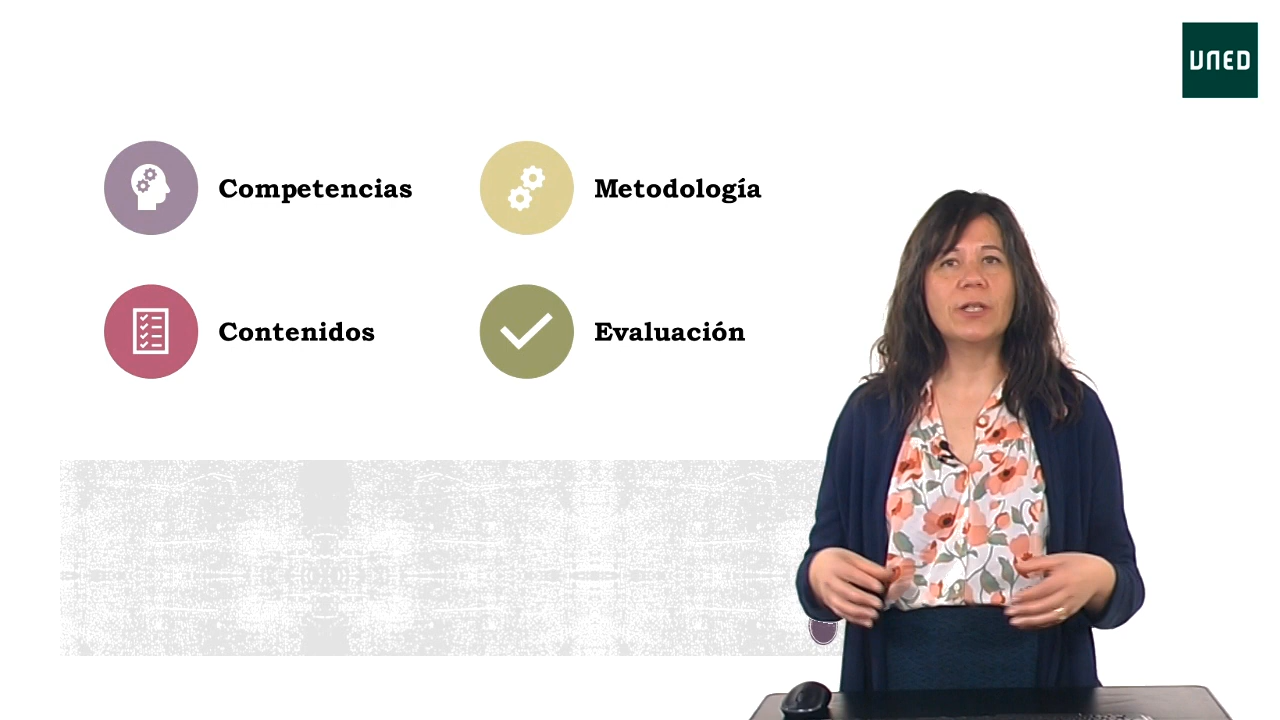 UNED
Competencias
Metodología
Contenidos
Evaluación